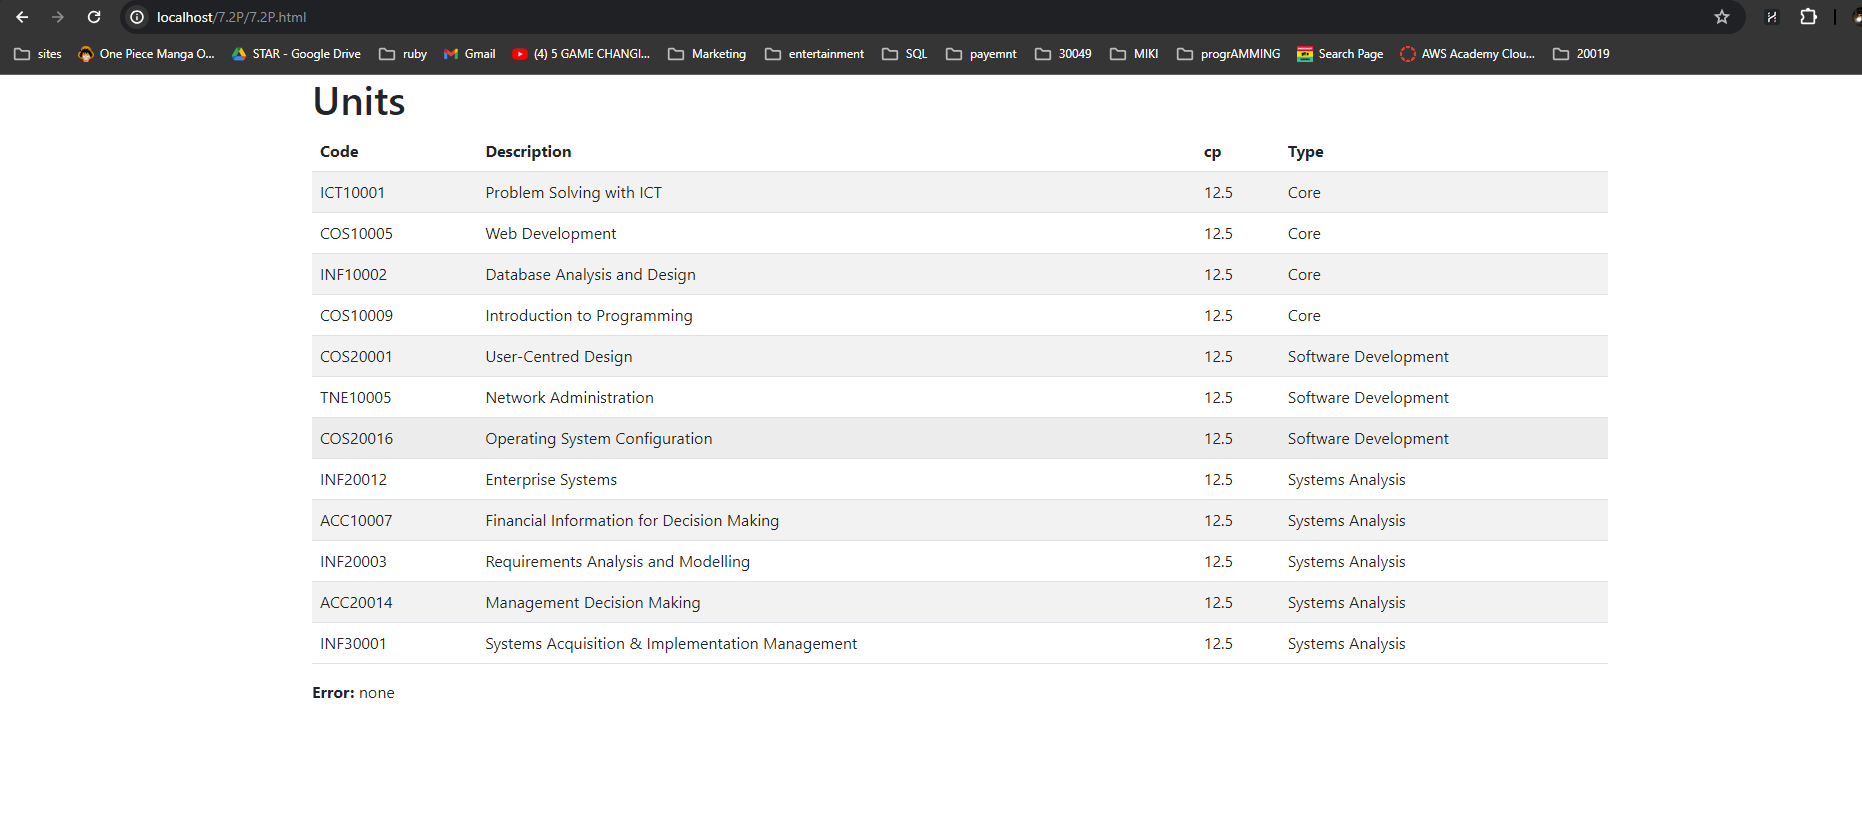 localhost/7.2P/7.2P.html
sites One Piece Manga O... STAR - Google Drive ruby Gmail (4) 5 GAME CHANGI... Marketing entertainment SQL payemnt 30049 MIKI progrAMMING Search Page AWS Academy Clou... 20019
Units
Code Description cp Type
ICT10001 Problem Solving with ICT 12.5 Core
COS10005 Web Development 12.5 Core
INF10002 Database Analysis and Design 12.5 Core
COS10009 Introduction to Programming 12.5 Core
COS20001 User-Centred Design 12.5 Software Development
TNE10005 Network Administration 12.5 Software Development
COS20016 Operating System Configuration 12.5 Software Development
INF20012 Enterprise Systems 12.5 Systems Analysis
ACC10007 Financial Information for Decision Making 12.5 Systems Analysis
INF20003 Requirements Analysis and Modelling 12.5 Systems Analysis
ACC20014 Management Decision Making 12.5 Systems Analysis
INF30001 Systems Acquisition & Implementation Management 12.5 Systems Analysis
Error: none